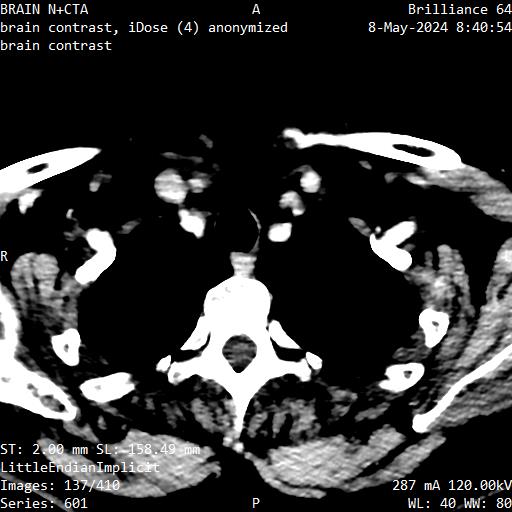 BRAIN N+CTA
A
Brilliance 64
brain contrast, iDose (4) anonymized
8-May-2024 8:40:54
brain contrast
R
ST: 2.00 mm SL: -158.49 mm
LittleEndianImplicit
Images: 137/410
287 mA 120.00kV
Series: 601
P
WL: 40 WW: 80